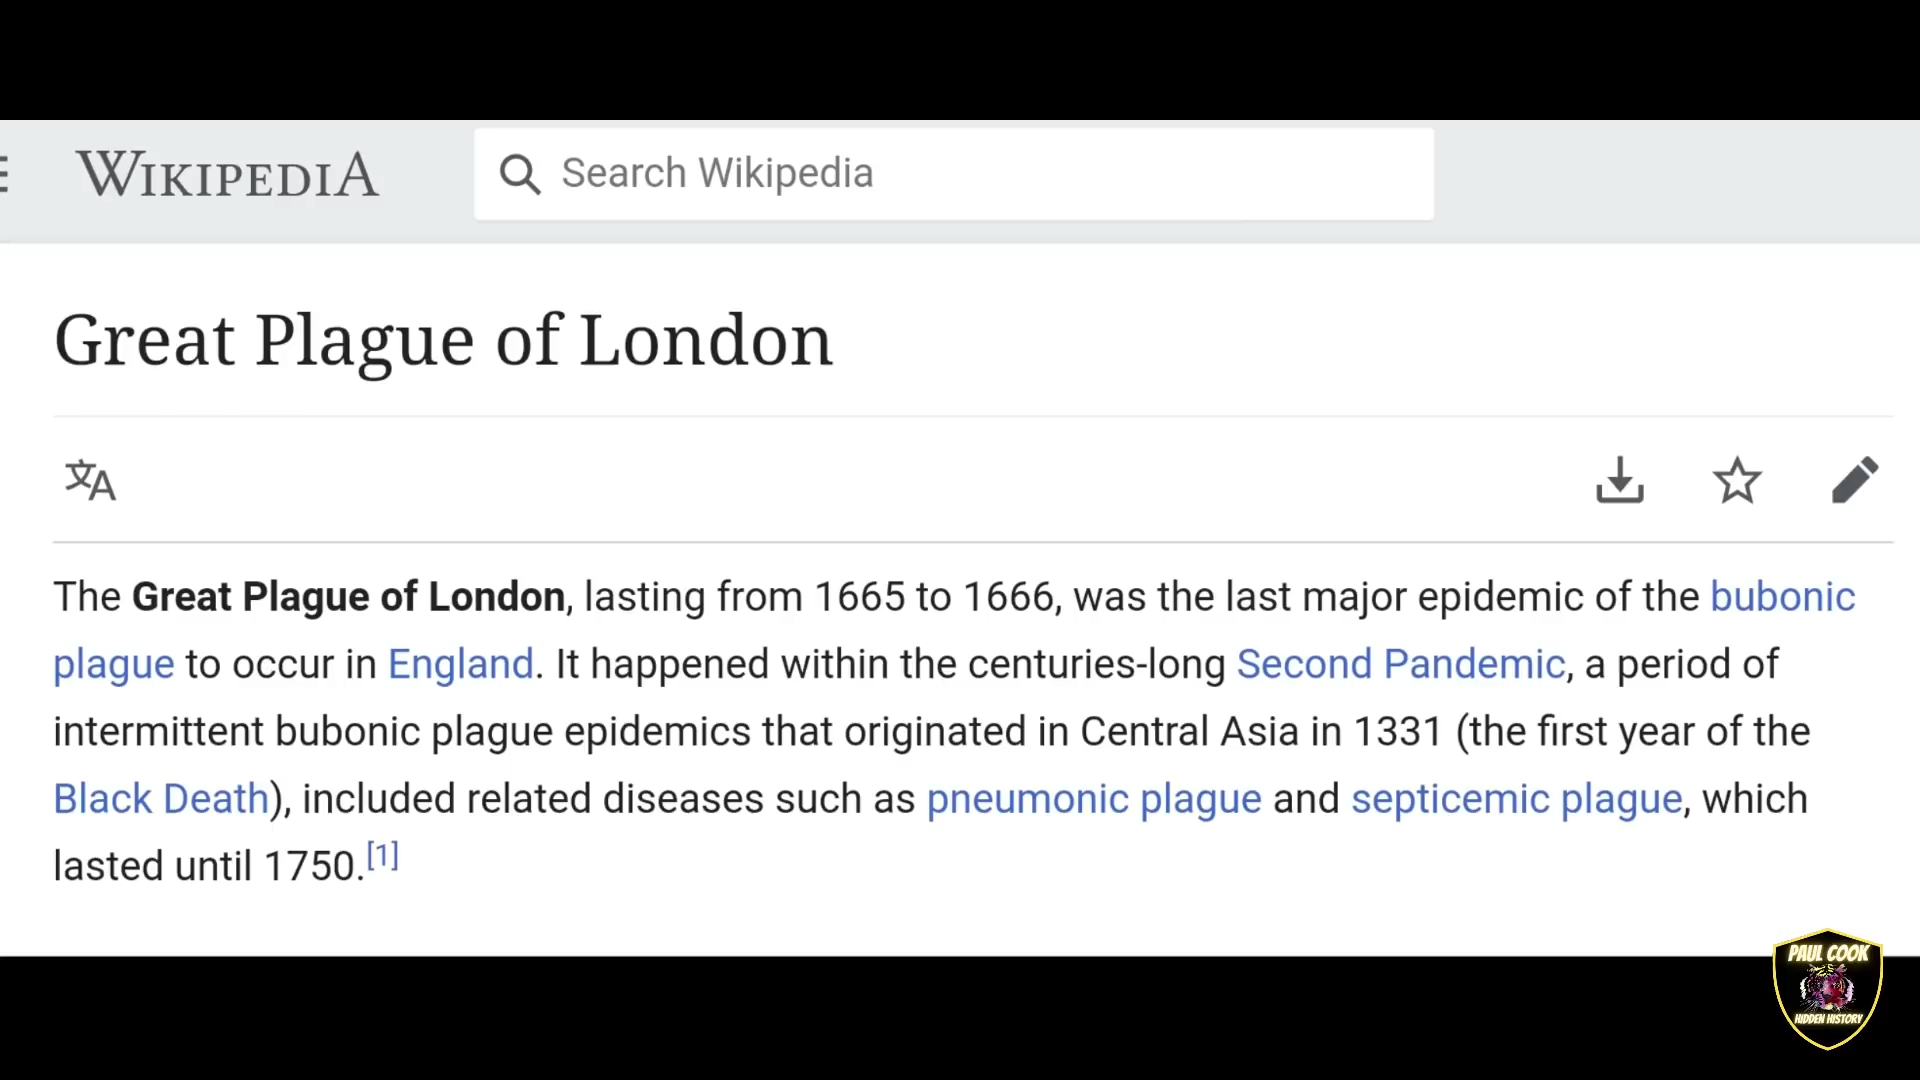 WIKIPEDIA
Search Wikipedia
Great Plague of London
The Great Plague of London, lasting from 1665 to 1666, was the last major epidemic of the bubonic
plague to occur in England. It happened within the centuries-long Second Pandemic, a period of
intermittent bubonic plague epidemics that originated in Central Asia in 1331 (the first year of the
Black Death), included related diseases such as pneumonic plague and septicemic plague, which
lasted until 1750.[1]
PAUL COOK
HIDDEN HISTORY